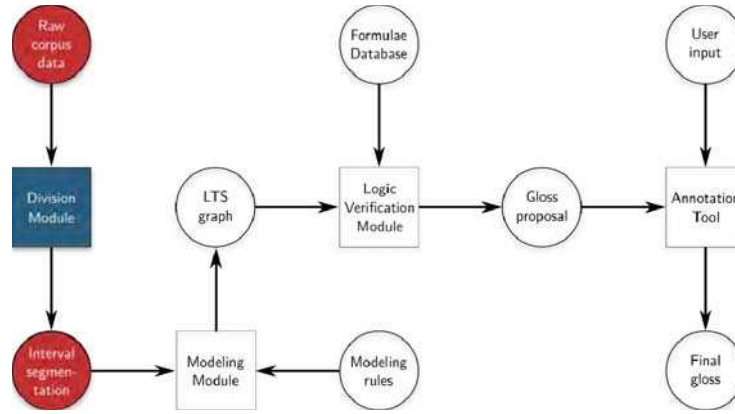 Raw
corpus
data
Formulae
Database
User
input
Division
Module
LTS
graph
Logic
Verification
Module
Gloss
proposal
Annotation
Tool
Interval
segmen-
tation
Modeling
Module
Modeling
rules
Final
gloss